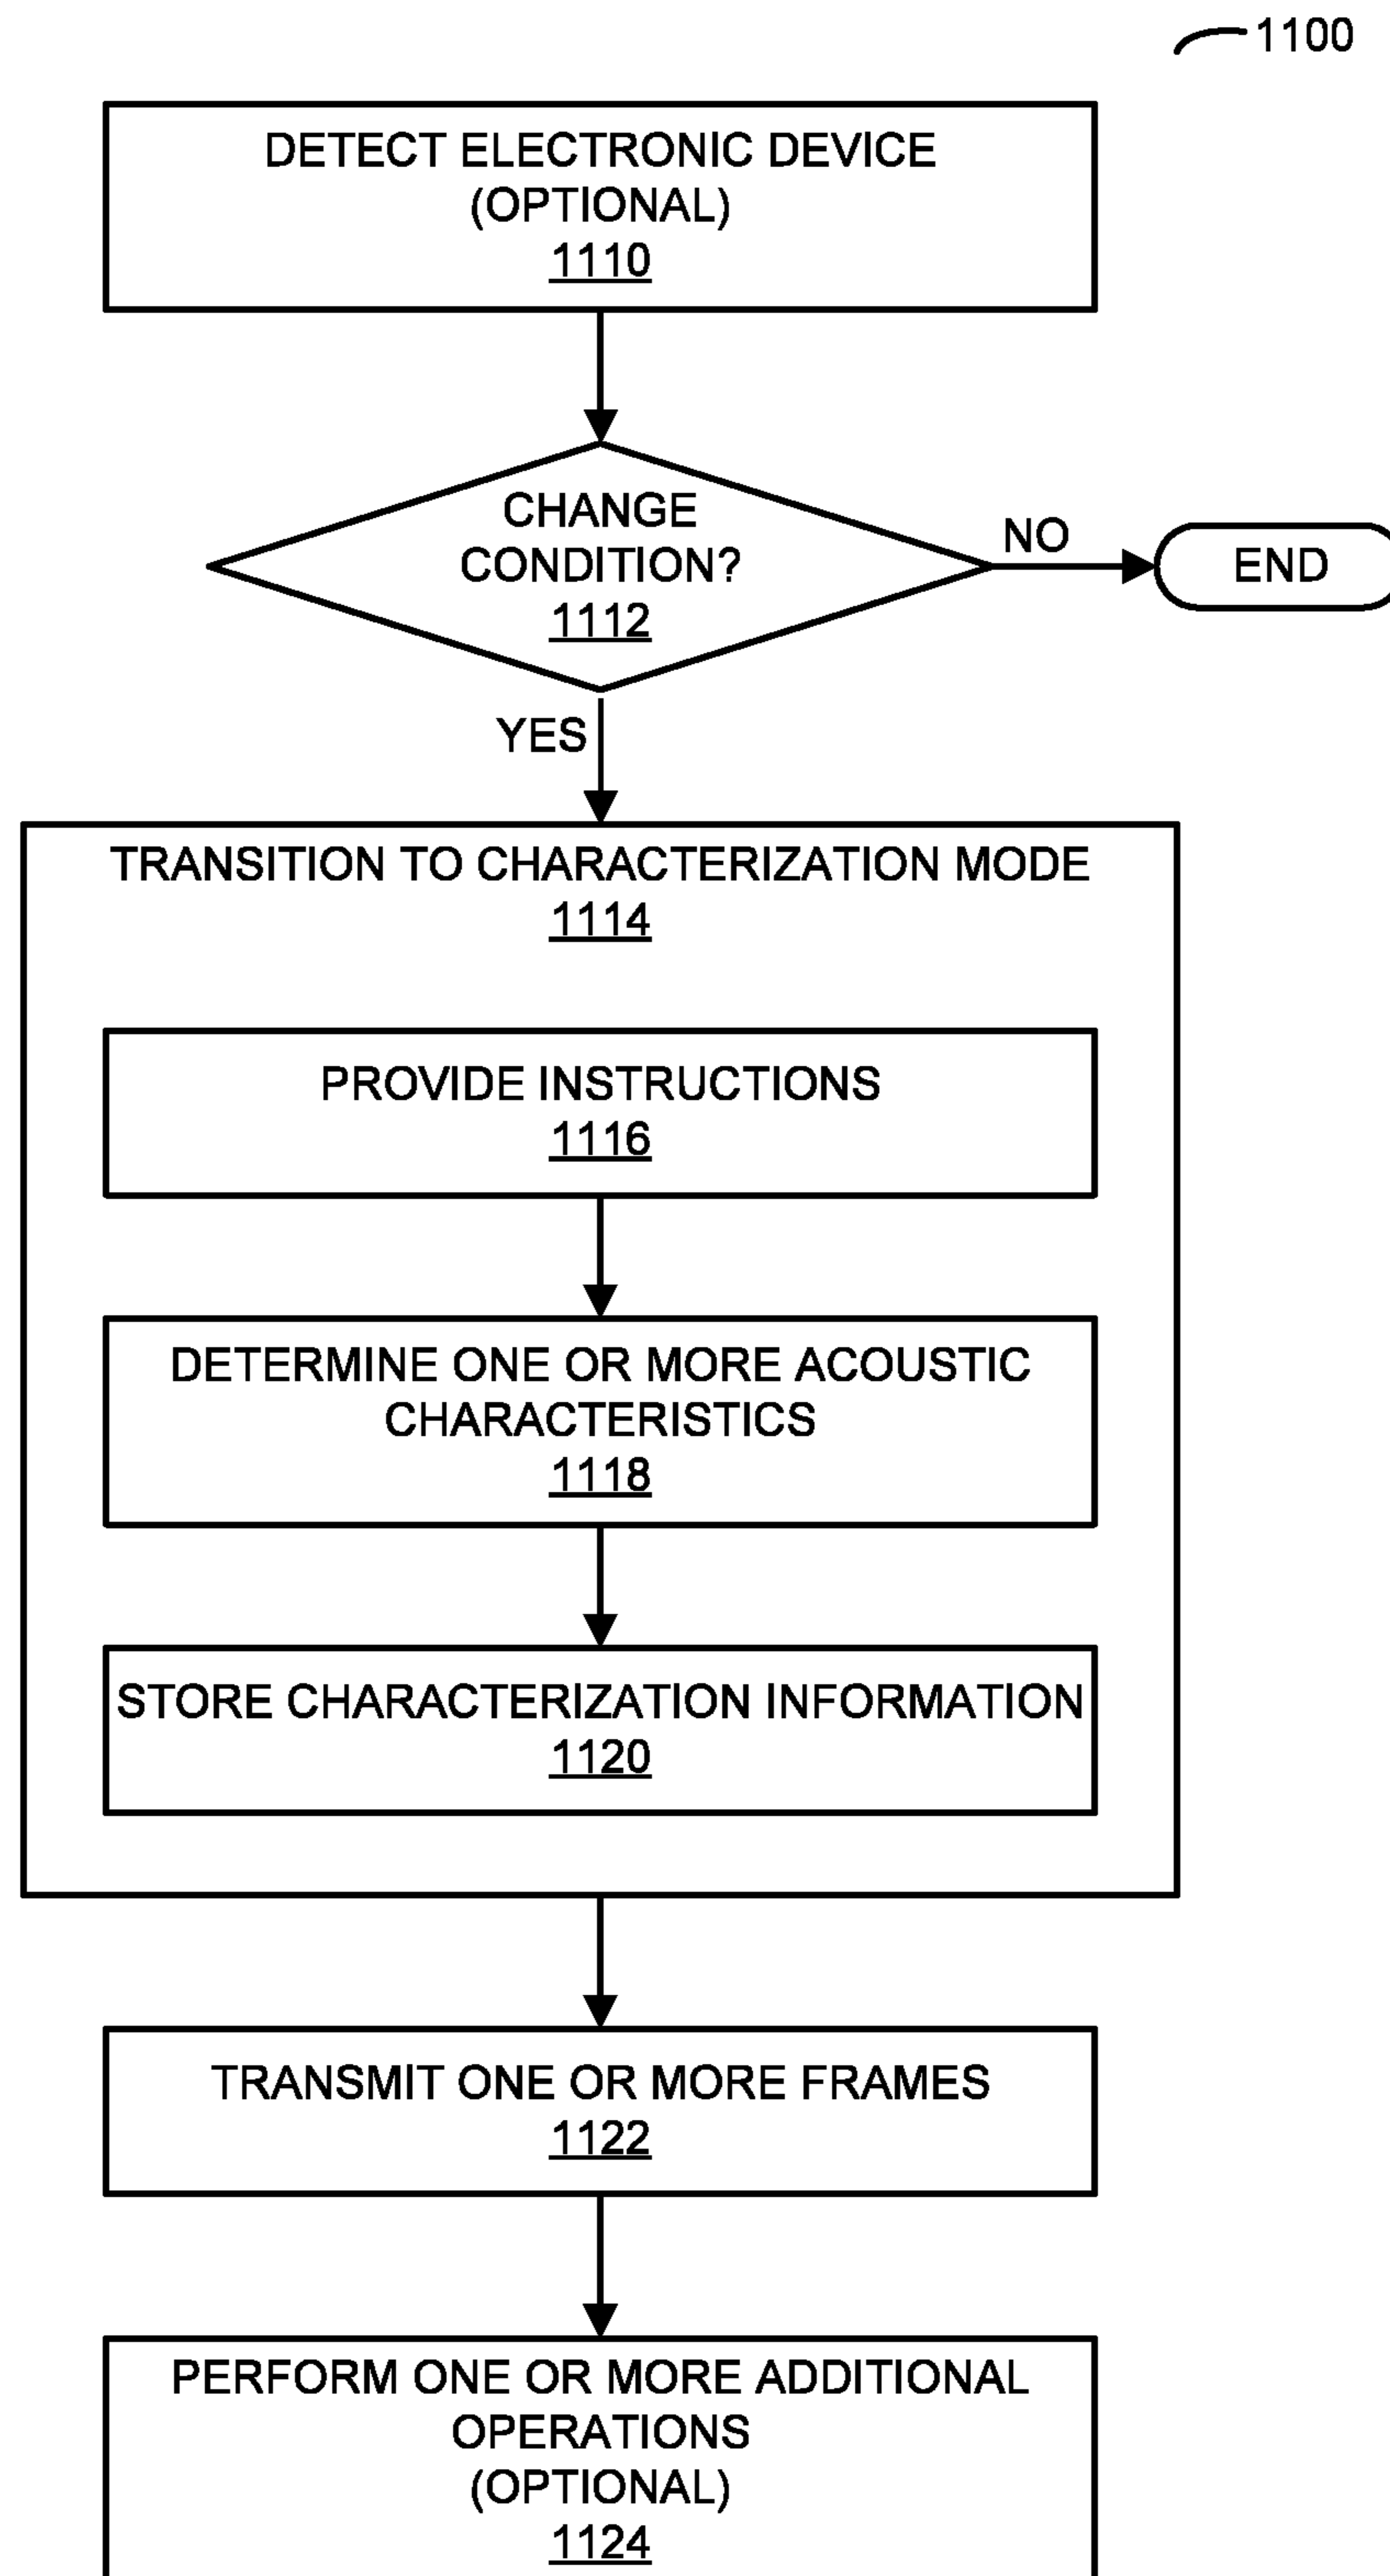 1100
DETECT ELECTRONIC DEVICE
(OPTIONAL)
1110
CHANGE
CONDITION?
1112
NO
END
YES
TRANSITION TO CHARACTERIZATION MODE
1114
PROVIDE INSTRUCTIONS
1116
DETERMINE ONE OR MORE ACOUSTIC
CHARACTERISTICS
1118
STORE CHARACTERIZATION INFORMATION
1120
TRANSMIT ONE OR MORE FRAMES
1122
PERFORM ONE OR MORE ADDITIONAL
OPERATIONS
(OPTIONAL)
1124